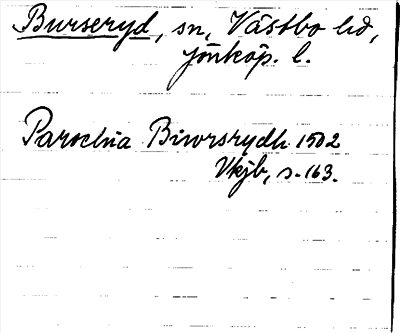 Burseryd, sn, Västbo hd,
Jönköp. l.
Parochia Biwrsrydh 1502
Vkjb, s. 163.